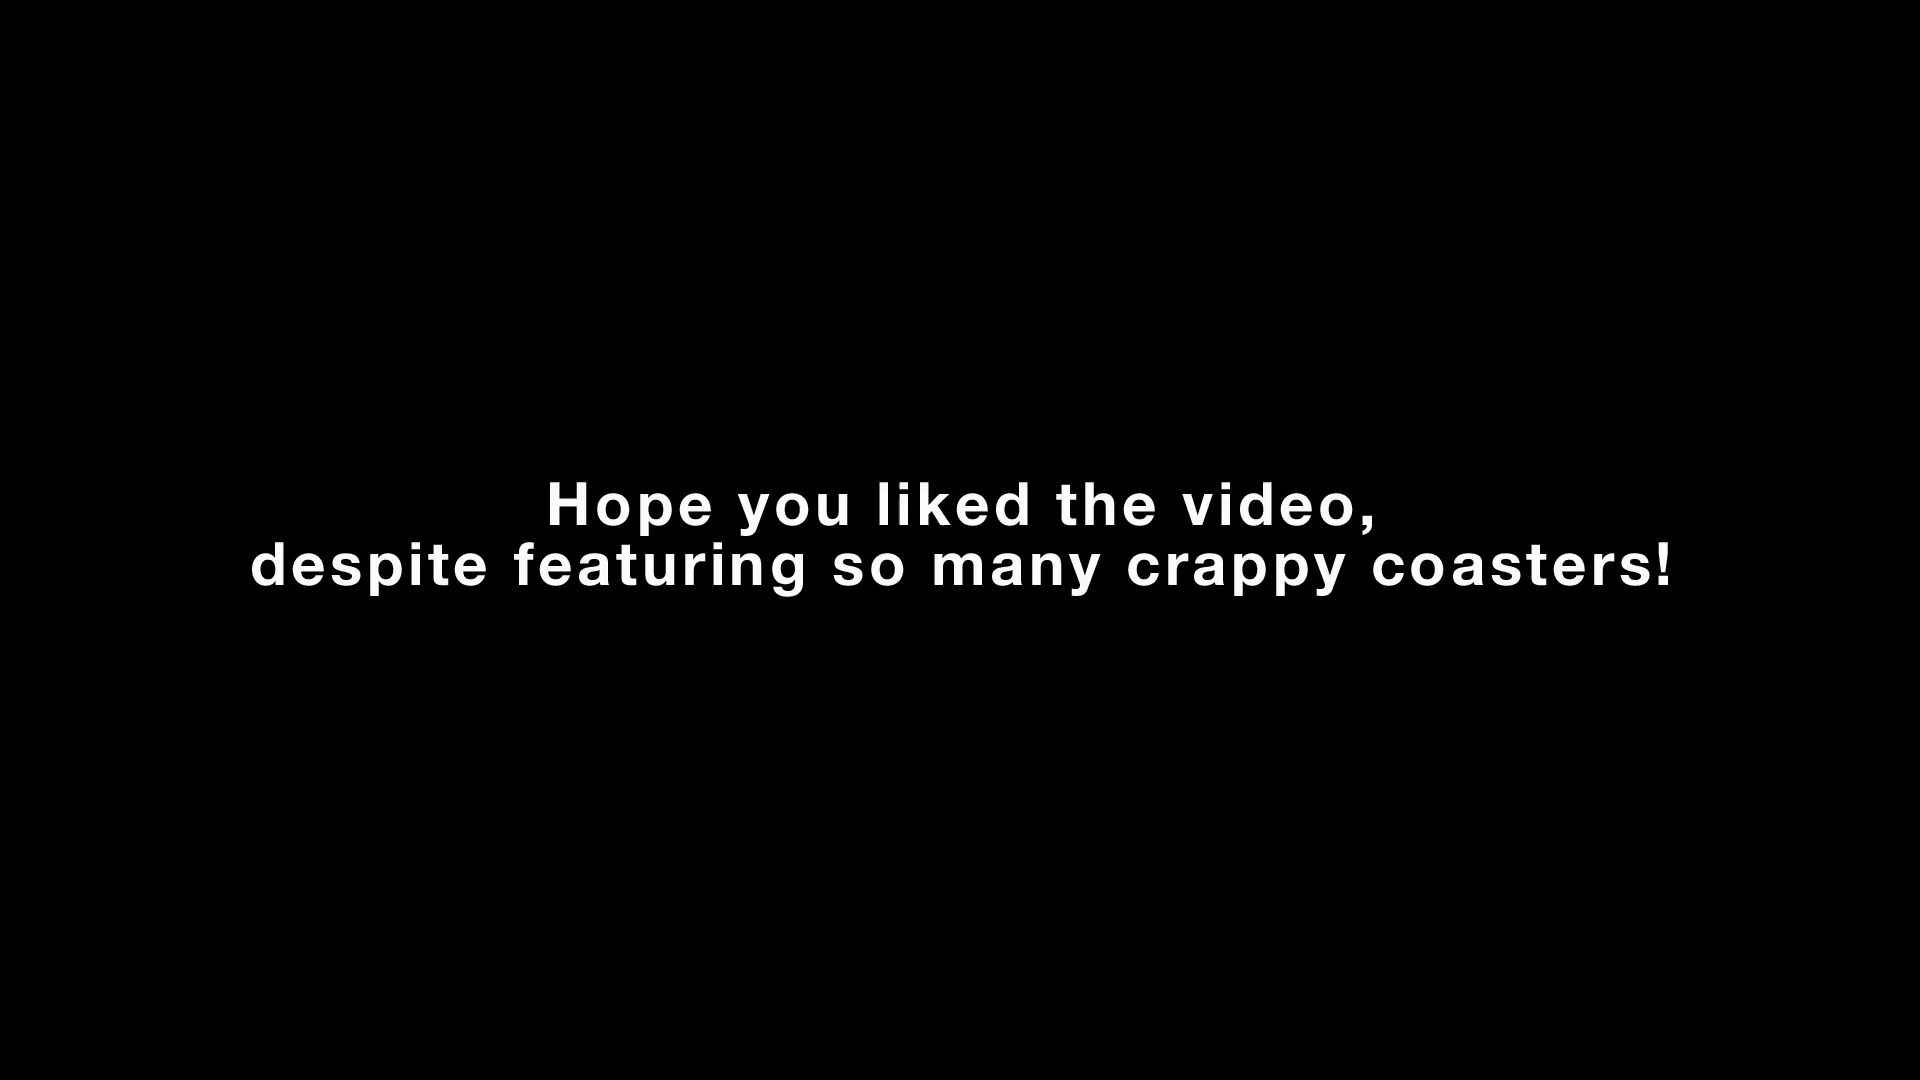 Hope you liked the video,
despite featuring so many crappy coasters!